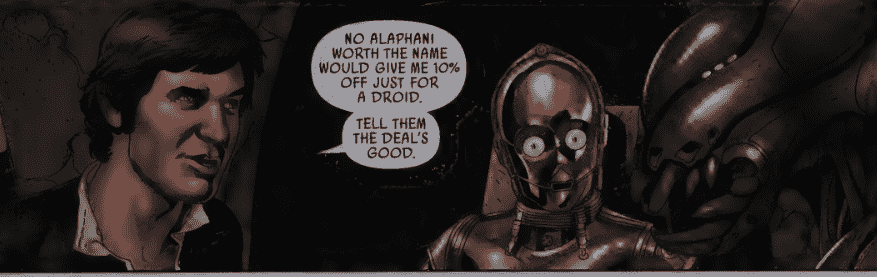 NO ALAPHANI
WORTH THE NAME
WOULD GIVE ME 10%
OFF JUST FOR
A DROID.
TELL THEM
THE DEAL'S
GOOD.